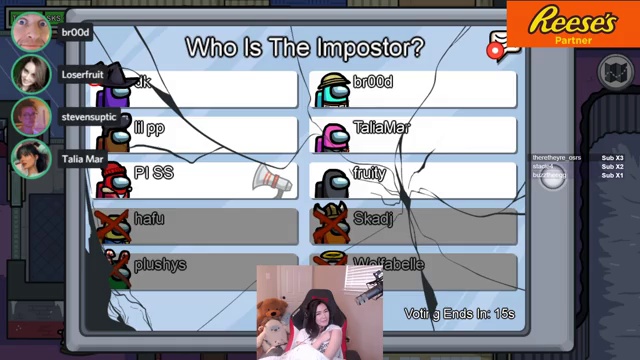 br00d
Loserfruit
stevensuptic
Talia Mar
Who Is The Impostor?
dk
br00d
lil pp
TaliaMar
PI SS
fruity
hafu
Skadj
plushys
Wolfabelle
Voting Ends In: 15s
REESE'S
Partner
theretheyre_osrs Sub X3
Sub X2
Sub X1